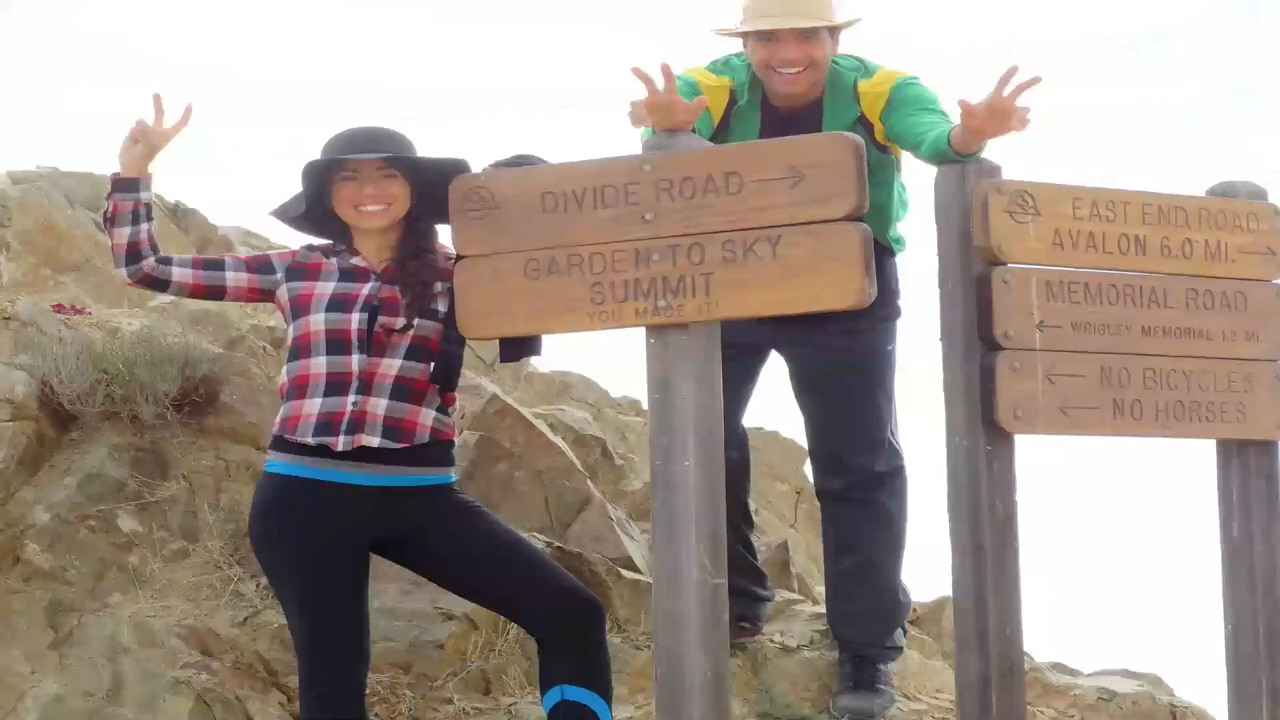 DIVIDE ROAD →
GARDEN TO SKY
SUMMIT
YOU MADE IT!
EAST END ROAD
AVALON 6.0 MI. →
MEMORIAL ROAD
← WRIGLEY MEMORIAL 1.2 MI.
← NO BICYCLES
← NO HORSES